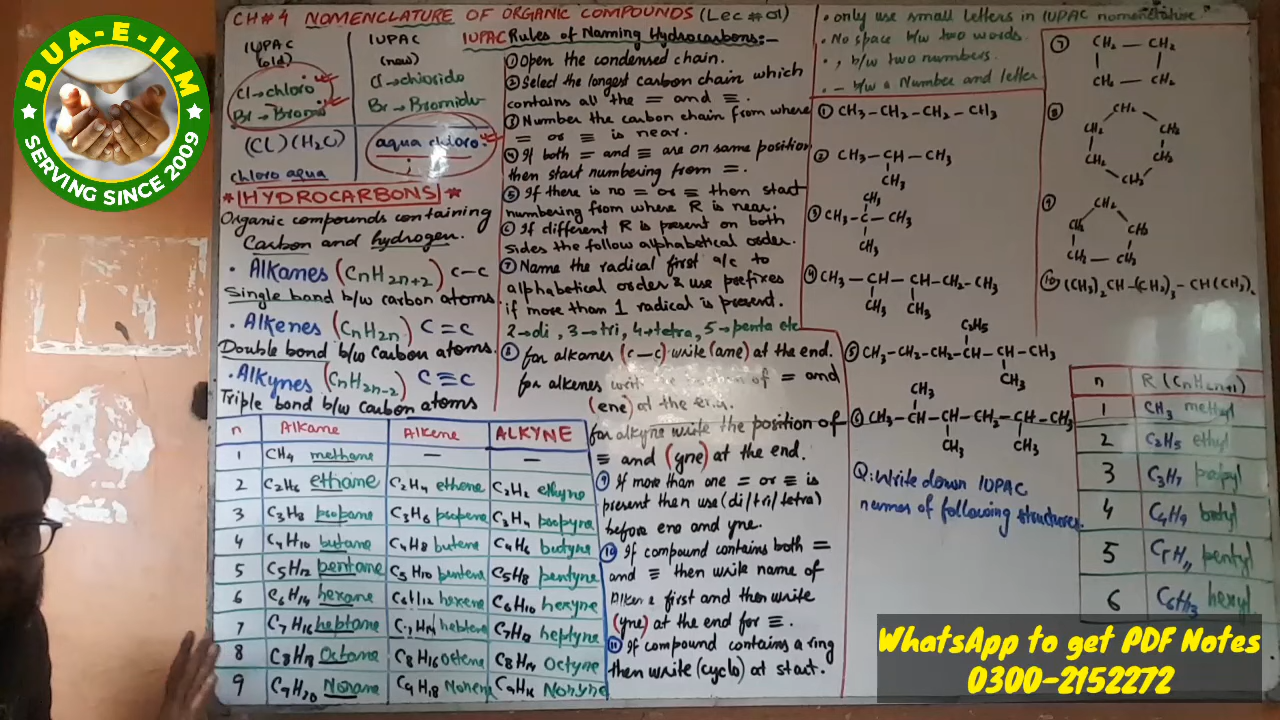 DUA-E-ILM
SERVING SINCE 2009
CH#4 NOMENCLATURE OF ORGANIC COMPOUNDS (Lec #01)
IUPAC
(old)
Cl→chloro
Br→Bromo
IUPAC
(new)
Cl→chlorido
Br→Bromido
(Cl)(H2O)
chloro aqua
aqua chloro.
*HYDROCARBONS*
Organic compounds containing
Carbon and hydrogen.
• Alkanes (CnH2n+2) C-C
Single bond b/w carbon atoms.
• Alkenes (CnH2n) C=C
Double bond b/w Carbon atoms.
• Alkynes (CnH2n-2) C≡C
Triple bond b/w carbon atoms
n Alkane Alkene ALKYNE
1 CH4 methane — —
2 C2H6 ethane C2H4 ethene C2H2 ethyne
3 C3H8 propane C3H6 propene C3H4 propyne
4 C4H10 butane C4H8 butene C4H6 butyne
5 C5H12 pentane C5H10 pentene C5H8 pentyne
6 C6H14 hexane C6H12 hexene C6H10 hexyne
7 C7H16 heptane C7H14 heptene C7H12 heptyne
8 C8H18 Octane C8H16 octene C8H14 Octyne
9 C9H20 Nonane C9H18 Nonene C9H16 Nonyne
IUPAC Rules of Naming Hydrocarbons:-
① Open the condensed chain.
② Select the longest carbon chain which
contains all the = and ≡.
③ Number the carbon chain from where
= or ≡ is near.
④ If both = and ≡ are on same position
then start numbering from =.
⑤ If there is no = or ≡ then start
numbering from where R is near.
⑥ If different R is present on both
sides the follow alphabetical order.
⑦ Name the radical first a/c to
alphabetical order & use prefixes
if more than 1 radical is present.
2→di, 3→tri, 4→tetra, 5→penta etc
⑧ for alkanes (c-c) write (ane) at the end.
for alkenes write of = and
(ene) at the end.
for alkyne write the position of
≡ and (yne) at the end.
⑨ If more than one = or ≡ is
present then use (di/tri/tetra)
before ene and yne.
⑩ If compound contains both =
and ≡ then write name of
Alkene first and then write
(yne) at the end for ≡.
⑪ If compound contains a ring
then write (cyclo) at start.
• only use small letters in IUPAC nomenclature.
• No space b/w two words.
• , b/w two numbers.
• - b/w a Number and letter
① CH3-CH2-CH2-CH3
② CH3-CH-CH3
CH3
CH3
③ CH3-C-CH3
CH3
④ CH3-CH-CH-CH2-CH3
CH3 CH3
C2H5
⑤ CH3-CH2-CH2-CH-CH-CH3
CH3
CH3
⑥ CH3-CH-CH-CH2-CH-CH3
CH3 CH3
Q: Write down IUPAC
names of following structures.
⑦ CH2 — CH2
CH2 — CH2
⑧ CH2
CH2 CH2
CH2 CH2
CH2
⑨ CH2
CH2 CH2
CH2 — CH2
⑩ (CH3)2CH-(CH2)3-CH(CH3)2
n R (CnH2n+1)
1 CH3 methyl
2 C2H5 ethyl
3 C3H7 propyl
4 C4H9 butyl
5 C5H11 pentyl
6 C6H13 hexyl
WhatsApp to get PDF Notes
0300-2152272